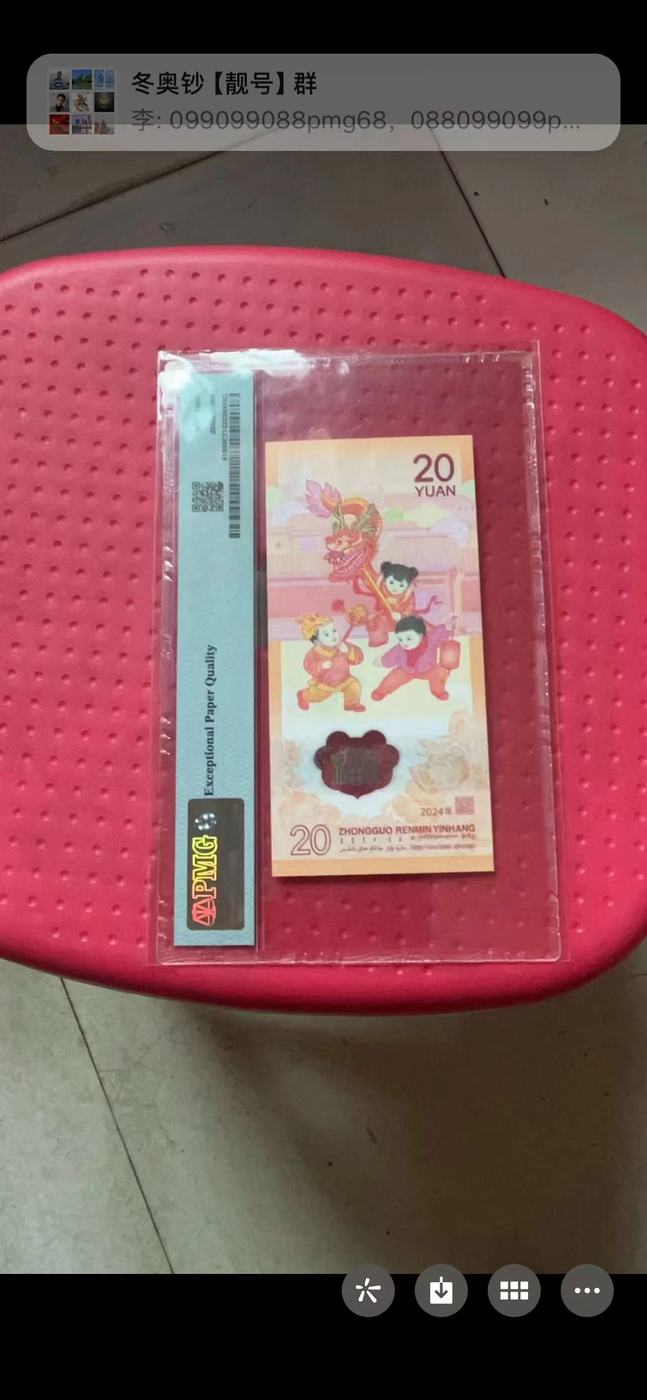 冬奥钞【靓号】群
李: 099099088pmg68，088099099p...
20
YUAN
Exceptional Paper Quality
PMG
2024年
20 ZHONGGUO RENMIN YINHANG